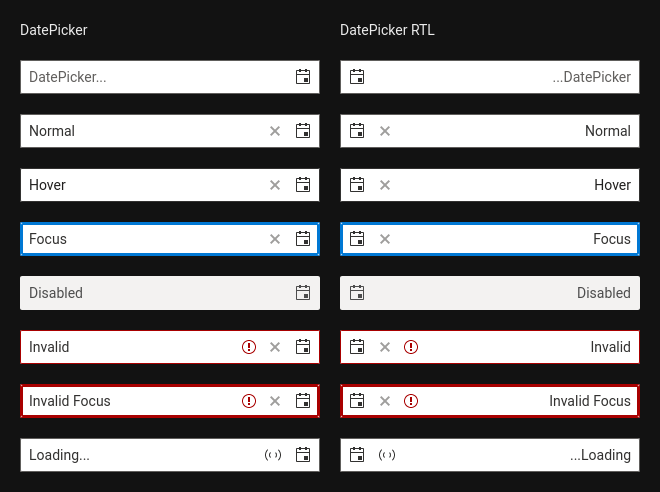 DatePicker
DatePicker RTL
DatePicker...
...DatePicker
Normal
Normal
Hover
Hover
Focus
Focus
Disabled
Disabled
Invalid
Invalid
Invalid Focus
Invalid Focus
Loading...
...Loading